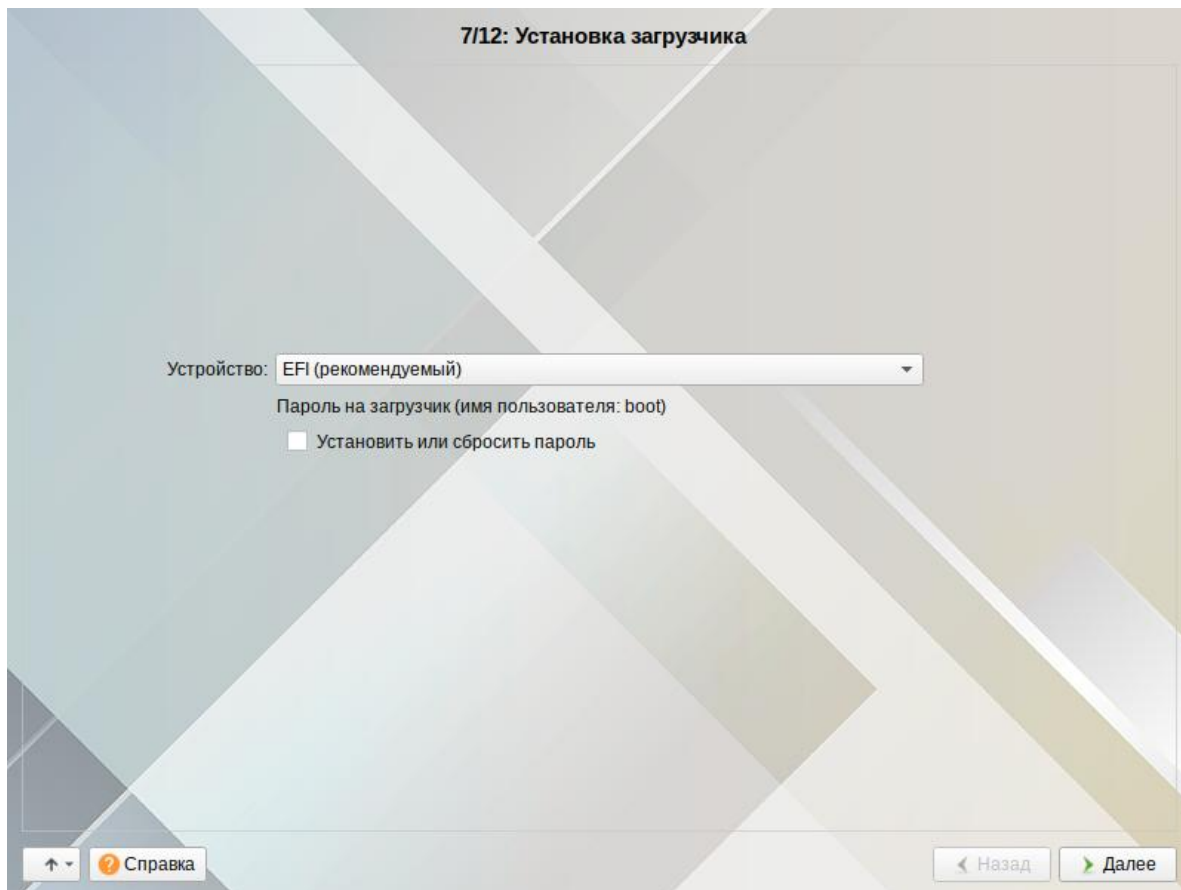 7/12: Установка загрузчика
Устройство: EFI (рекомендуемый)
Пароль на загрузчик (имя пользователя: boot)
Установить или сбросить пароль
Справка
Назад
Далее